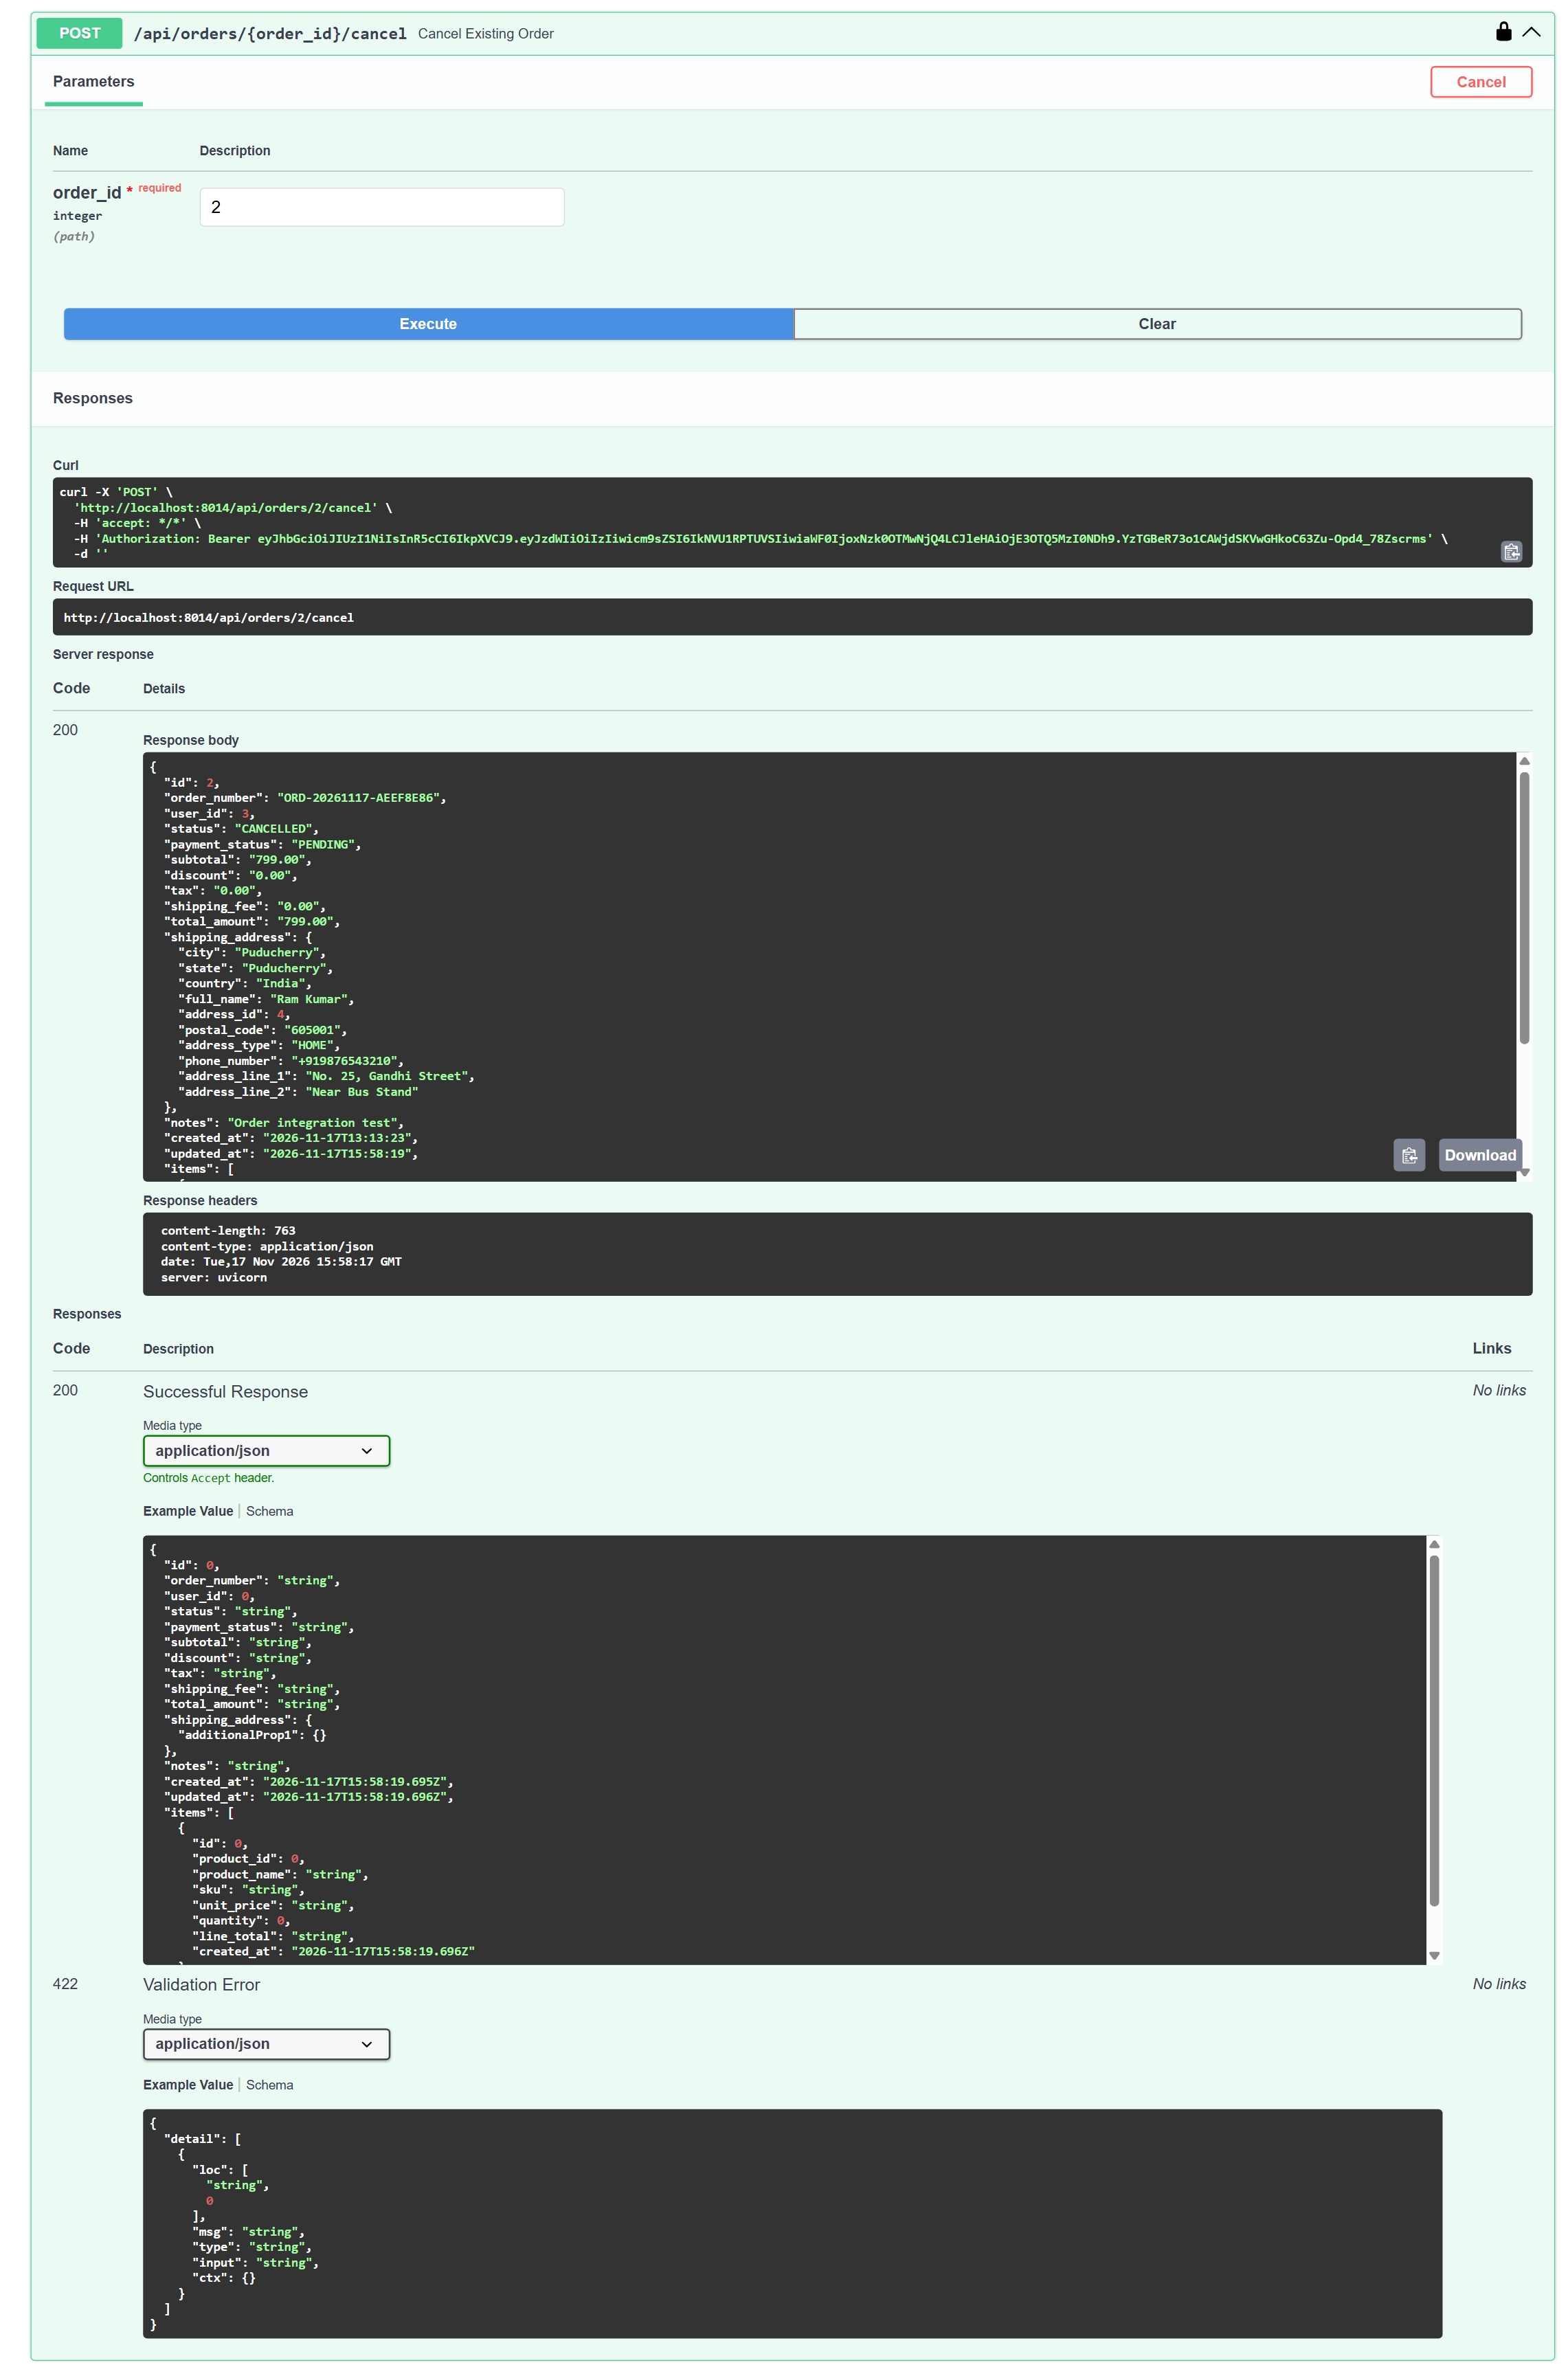 POST /api/orders/{order_id}/cancel Cancel Existing Order
Parameters
Cancel
Name Description
order_id * required
integer
(path)
2
Execute
Clear
Responses
Curl
curl -X 'POST' \
  'http://localhost:8014/api/orders/2/cancel' \
  -H 'accept: */*' \
  -H 'Authorization: Bearer eyJhbGciOiJIUzI1NiIsInR5cCI6IkpXVCJ9.eyJzdWIiOiIzIiwicm9sZSI6IkNVU1RPTUVSIiwiaWF0IjoxNzk0OTMwNjQ4LCJleHAiOjE3OTQ5MzI0NDh9.YzTGBeR73o1CAWjdSKVwGHkoC63Zu-Opd4_78Zscrms' \
  -d ''
Request URL
http://localhost:8014/api/orders/2/cancel
Server response
Code Details
200
Response body
{
  "id": 2,
  "order_number": "ORD-20261117-AEEF8E86",
  "user_id": 3,
  "status": "CANCELLED",
  "payment_status": "PENDING",
  "subtotal": "799.00",
  "discount": "0.00",
  "tax": "0.00",
  "shipping_fee": "0.00",
  "total_amount": "799.00",
  "shipping_address": {
    "city": "Puducherry",
    "state": "Puducherry",
    "country": "India",
    "full_name": "Ram Kumar",
    "address_id": 4,
    "postal_code": "605001",
    "address_type": "HOME",
    "phone_number": "+919876543210",
    "address_line_1": "No. 25, Gandhi Street",
    "address_line_2": "Near Bus Stand"
  },
  "notes": "Order integration test",
  "created_at": "2026-11-17T13:13:23",
  "updated_at": "2026-11-17T15:58:19",
  "items": [
Download
Response headers
content-length: 763
content-type: application/json
date: Tue,17 Nov 2026 15:58:17 GMT
server: uvicorn
Responses
Code Description Links
200 Successful Response No links
Media type
application/json
Controls Accept header.
Example Value | Schema
{
  "id": 0,
  "order_number": "string",
  "user_id": 0,
  "status": "string",
  "payment_status": "string",
  "subtotal": "string",
  "discount": "string",
  "tax": "string",
  "shipping_fee": "string",
  "total_amount": "string",
  "shipping_address": {
    "additionalProp1": {}
  },
  "notes": "string",
  "created_at": "2026-11-17T15:58:19.695Z",
  "updated_at": "2026-11-17T15:58:19.696Z",
  "items": [
    {
      "id": 0,
      "product_id": 0,
      "product_name": "string",
      "sku": "string",
      "unit_price": "string",
      "quantity": 0,
      "line_total": "string",
      "created_at": "2026-11-17T15:58:19.696Z"
422 Validation Error No links
Media type
application/json
Example Value | Schema
{
  "detail": [
    {
      "loc": [
        "string",
        0
      ],
      "msg": "string",
      "type": "string",
      "input": "string",
      "ctx": {}
    }
  ]
}